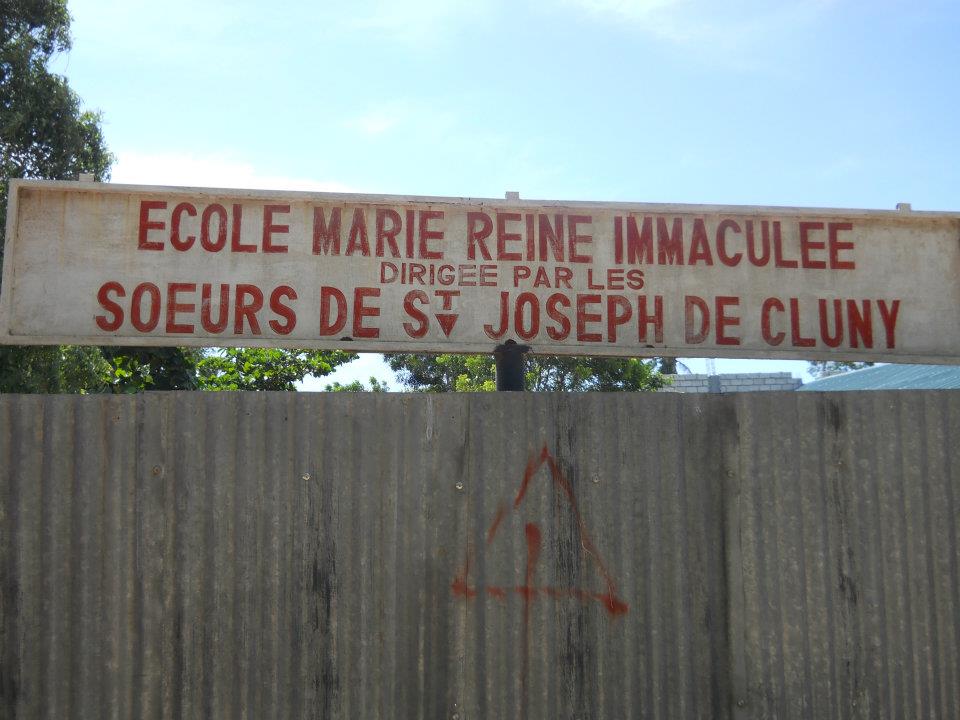 ECOLE MARIE REINE IMMACULEE
DIRIGEE PAR LES
SOEURS DE ST JOSEPH DE CLUNY